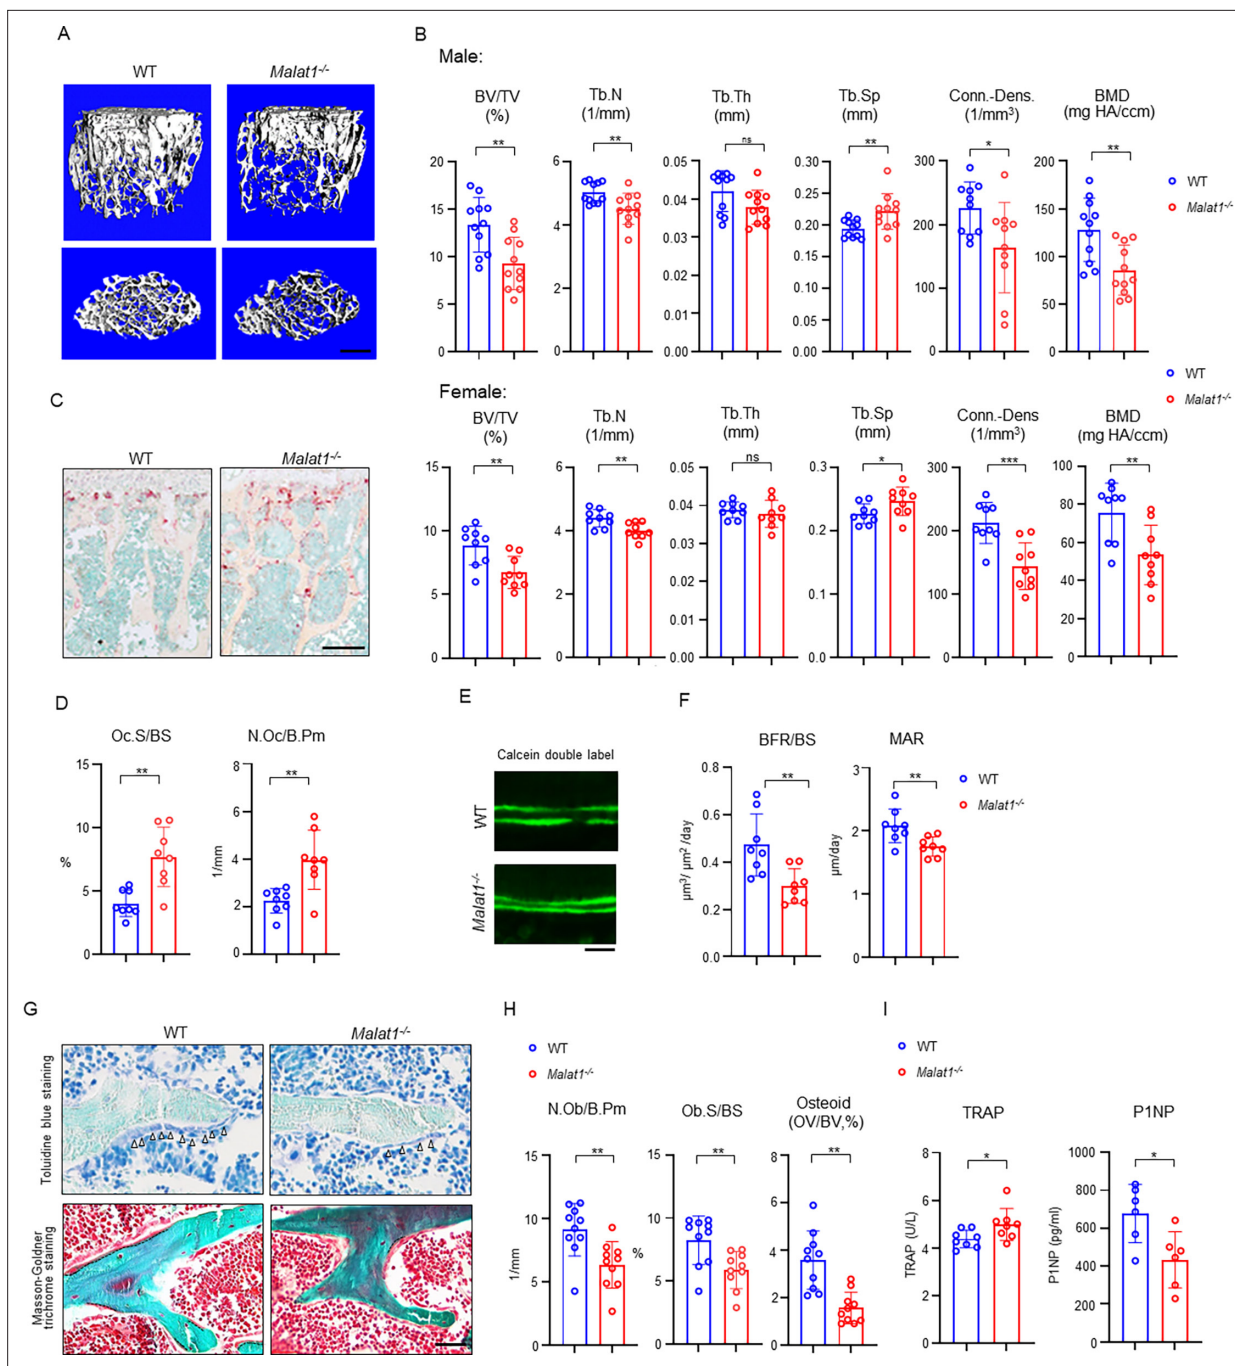 A
WT
Malat1-/-
B
Male:
BV/TV
(%)
Tb.N
(1/mm)
Tb.Th
(mm)
Tb.Sp
(mm)
Conn.-Dens.
(1/mm³)
BMD
(mg HA/ccm)
**
**
ns
**
*
**
20
15
10
5
0
6
4
2
0
0.05
0.04
0.03
0.02
0.01
0.00
0.30
0.25
0.20
0.15
0.10
0.05
0.00
300
200
100
0
200
150
100
50
0
WT
Malat1-/-
C
WT
Malat1-/-
Female:
BV/TV
(%)
Tb.N
(1/mm)
Tb.Th
(mm)
Tb.Sp
(mm)
Conn.-Dens
(1/mm³)
BMD
(mg HA/ccm)
WT
Malat1-/-
**
**
ns
*
***
**
15
10
5
0
6
4
2
0
0.05
0.04
0.03
0.02
0.01
0.00
0.3
0.2
0.1
0.0
300
200
100
0
100
80
60
40
20
0
D
Oc.S/BS
**
15
10
5
0
%
N.Oc/B.Pm
**
8
6
4
2
0
1/mm
E
Calcein double label
WT
Malat1-/-
F
BFR/BS
**
0.8
0.6
0.4
0.2
0.0
µm³/ µm² /day
MAR
**
3
2
1
0
µm/day
WT
Malat1-/-
G
WT
Malat1-/-
Toluidine blue staining
Masson-Goldner
trichrome staining
H
WT
Malat1-/-
N.Ob/B.Pm
**
15
10
5
0
1/mm
Ob.S/BS
**
15
10
5
0
%
Osteoid
(OV/BV,%)
**
8
6
4
2
0
I
WT
Malat1-/-
TRAP
*
8
6
4
2
0
TRAP (U/L)
P1NP
*
1000
800
600
400
200
0
P1NP (pg/ml)